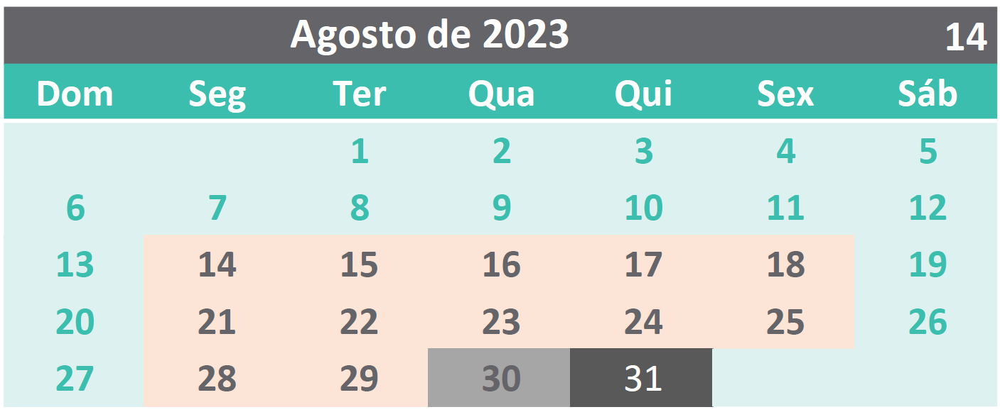 Agosto de 2023 14
Dom Seg Ter Qua Qui Sex Sáb
1 2 3 4 5
6 7 8 9 10 11 12
13 14 15 16 17 18 19
20 21 22 23 24 25 26
27 28 29 30 31